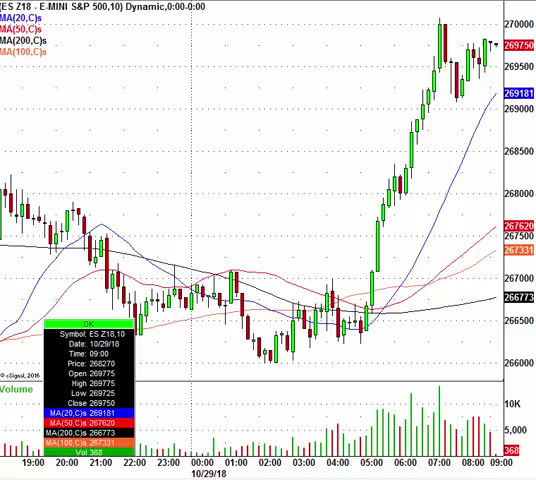 (ES Z18 - E-MINI S&P 500,10) Dynamic,0:00-0:00
MA(20,C)s
MA(50,C)s
MA(200,C)s
MA(100,C)s
270000
269750
269500
269181
269000
268500
268000
267620
267500
267331
267000
266773
266500
266000
OK
Symbol: ES Z18,10
Date: 10/29/18
Time: 09:00
Price: 268270
Open 269775
High 269775
Low 269725
Close 269750
MA(20,C)s 269181
MA(50,C)s 267620
MA(200,C)s 266773
MA(100,C)s 267331
Vol 368
© eSignal, 2016
Volume
10K
5,000
368
19:00 20:00 21:00 22:00 23:00 00:00 01:00 02:00 03:00 04:00 05:00 06:00 07:00 08:00 09:00
10/29/18